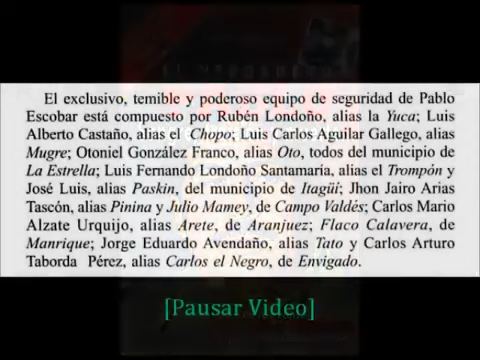 El exclusivo, temible y poderoso equipo de seguridad de Pablo
Escobar está compuesto por Rubén Londoño, alias la Yuca; Luis
Alberto Castaño, alias el Chopo; Luis Carlos Aguilar Gallego, alias
Mugre; Otoniel González Franco, alias Oto, todos del municipio de
La Estrella; Luis Fernando Londoño Santamaría, alias el Trompón y
José Luis, alias Paskin, del municipio de Itagüí; Jhon Jairo Arias
Tascón, alias Pinina y Julio Mamey, de Campo Valdés; Carlos Mario
Alzate Urquijo, alias Arete, de Aranjuez; Flaco Calavera, de
Manrique; Jorge Eduardo Avendaño, alias Tato y Carlos Arturo
Taborda Pérez, alias Carlos el Negro, de Envigado.
[Pausar Video]